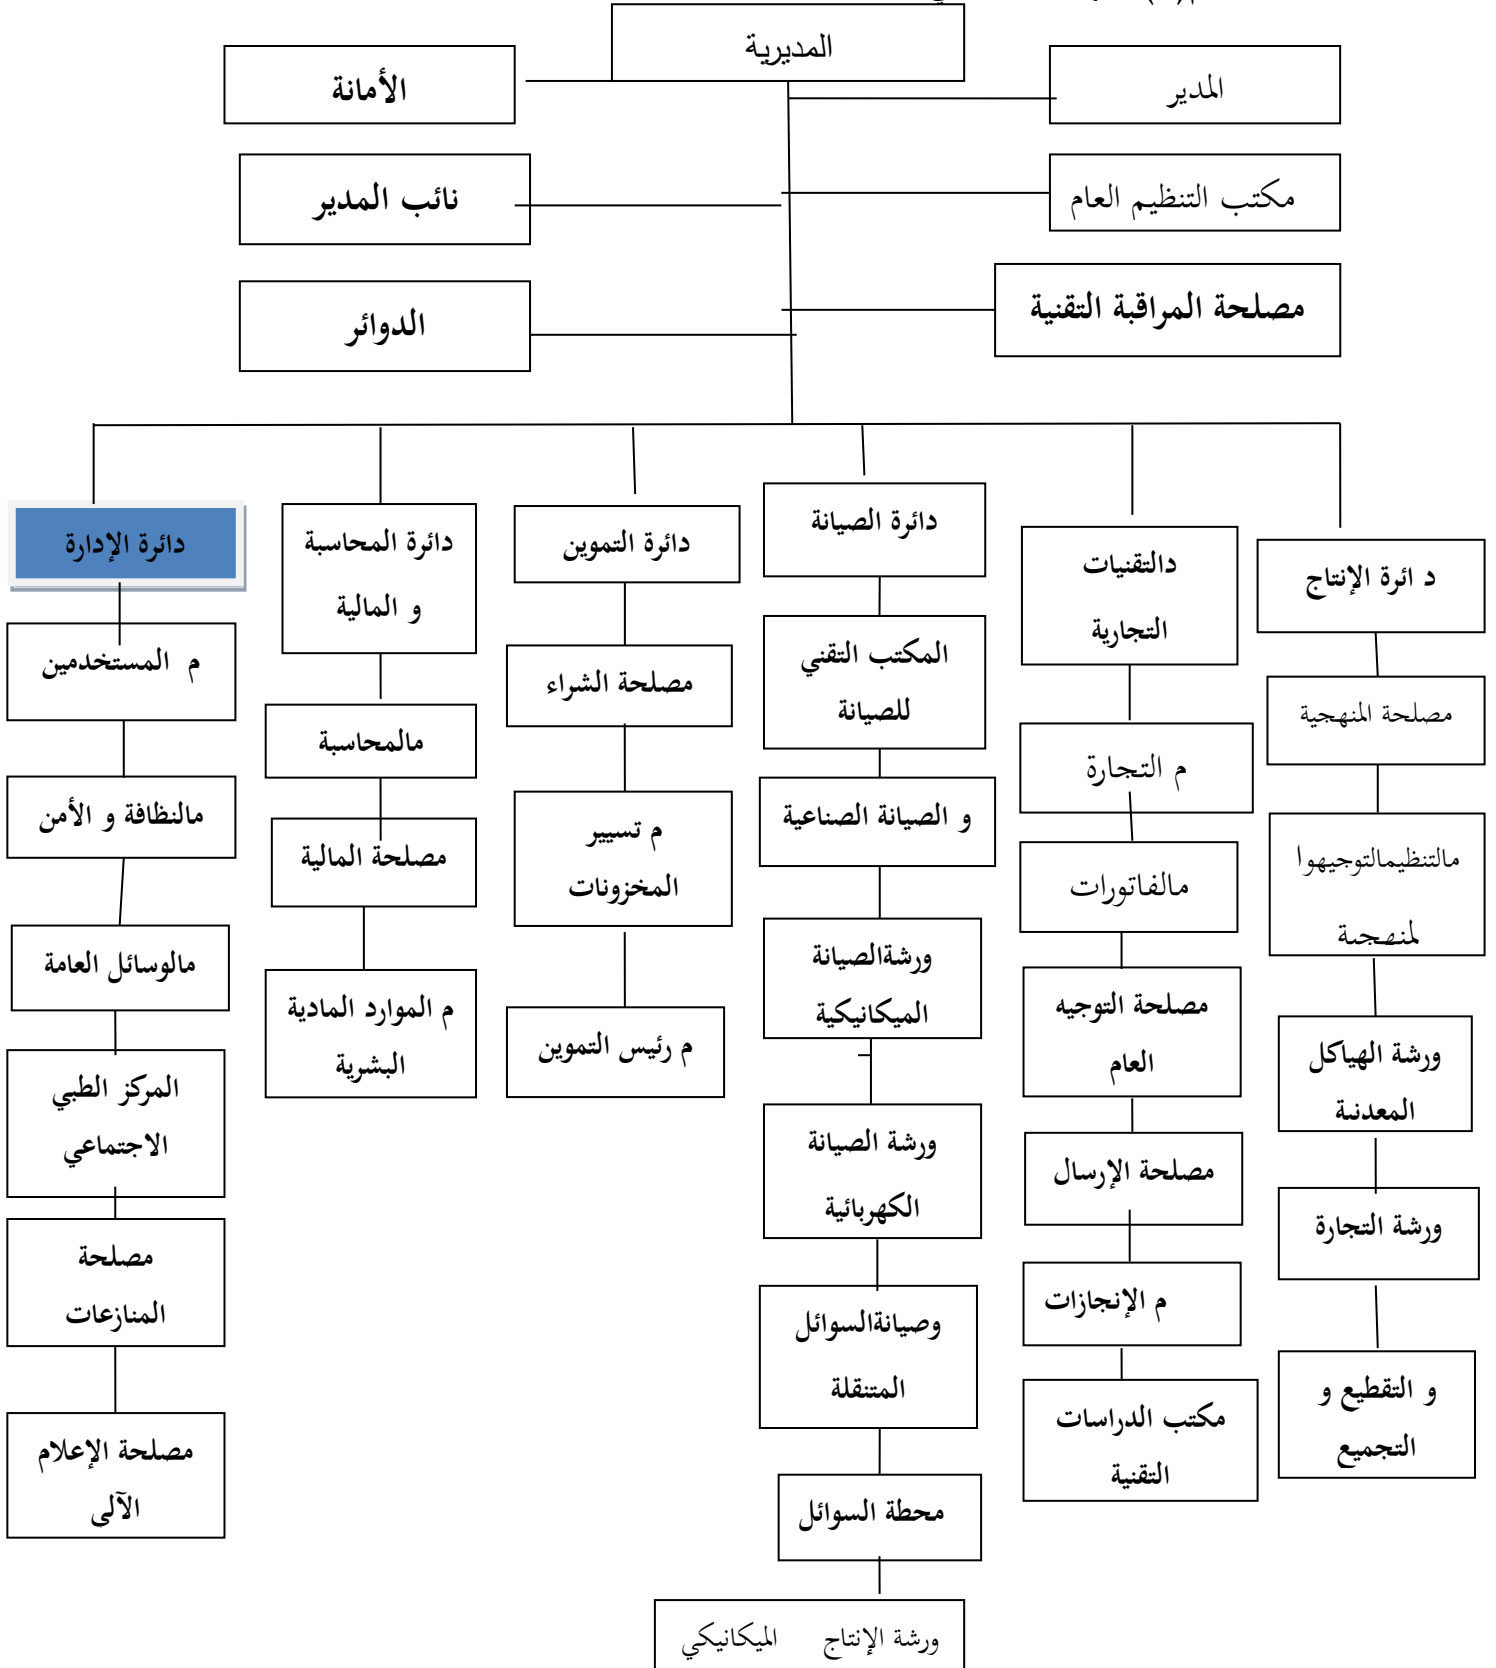 المديرية
المدير
الأمانة
مكتب التنظيم العام
نائب المدير
مصلحة المراقبة التقنية
الدوائر
د ائرة الإنتاج
مصلحة المنهجية
مالتنظيمالتوجيهوا
لمنهجية
ورشة الهياكل
المعدنية
ورشة التجارة
و التقطيع و
التجميع
دالتقنيات
التجارية
م التجارة
مالفاتورات
مصلحة التوجيه
العام
مصلحة الإرسال
م الإنجازات
مكتب الدراسات
التقنية
دائرة الصيانة
المكتب التقني
للصيانة
و الصيانة الصناعية
ورشةالصيانة
الميكانيكية
ورشة الصيانة
الكهربائية
وصيانةالسوائل
المتنقلة
محطة السوائل
ورشة الإنتاج الميكانيكي
دائرة التموين
مصلحة الشراء
م تسيير
المخزونات
م رئيس التموين
دائرة المحاسبة
و المالية
مالمحاسبة
مصلحة المالية
م الموارد المادية
البشرية
دائرة الإدارة
م المستخدمين
مالنظافة و الأمن
مالوسائل العامة
المركز الطبي
الاجتماعي
مصلحة
المنازعات
مصلحة الإعلام
الآلى